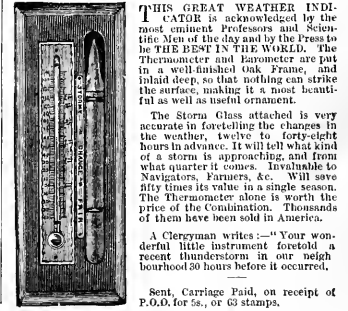 THIS GREAT WEATHER INDI-
CATOR is acknowledged by the
most eminent Professors and Scien-
tific Men of the day and by the Press to
be THE BEST IN THE WORLD. The
Thermometer and Barometer are put
in a well-finished Oak Frame, and
inlaid deep, so that nothing can strike
the surface, making it a most beauti-
ful as well as useful ornament.
The Storm Glass attached is very
accurate in foretelling the changes in
the weather, twelve to forty-eight
hours in advance. It will tell what kind
of a storm is approaching, and from
what quarter it comes. Invaluable to
Navigators, Farmers, &c. Will save
fifty times its value in a single season.
The Thermometer alone is worth the
price of the Combination. Thousands
of them have been sold in America.
A Clergyman writes :—"Your won-
derful little instrument foretold a
recent thunderstorm in our neigh
bourhood 30 hours before it occurred.
Sent, Carriage Paid, on receipt of
P.O.O. for 5s., or 63 stamps.
STORMY
CHANGE
FAIR